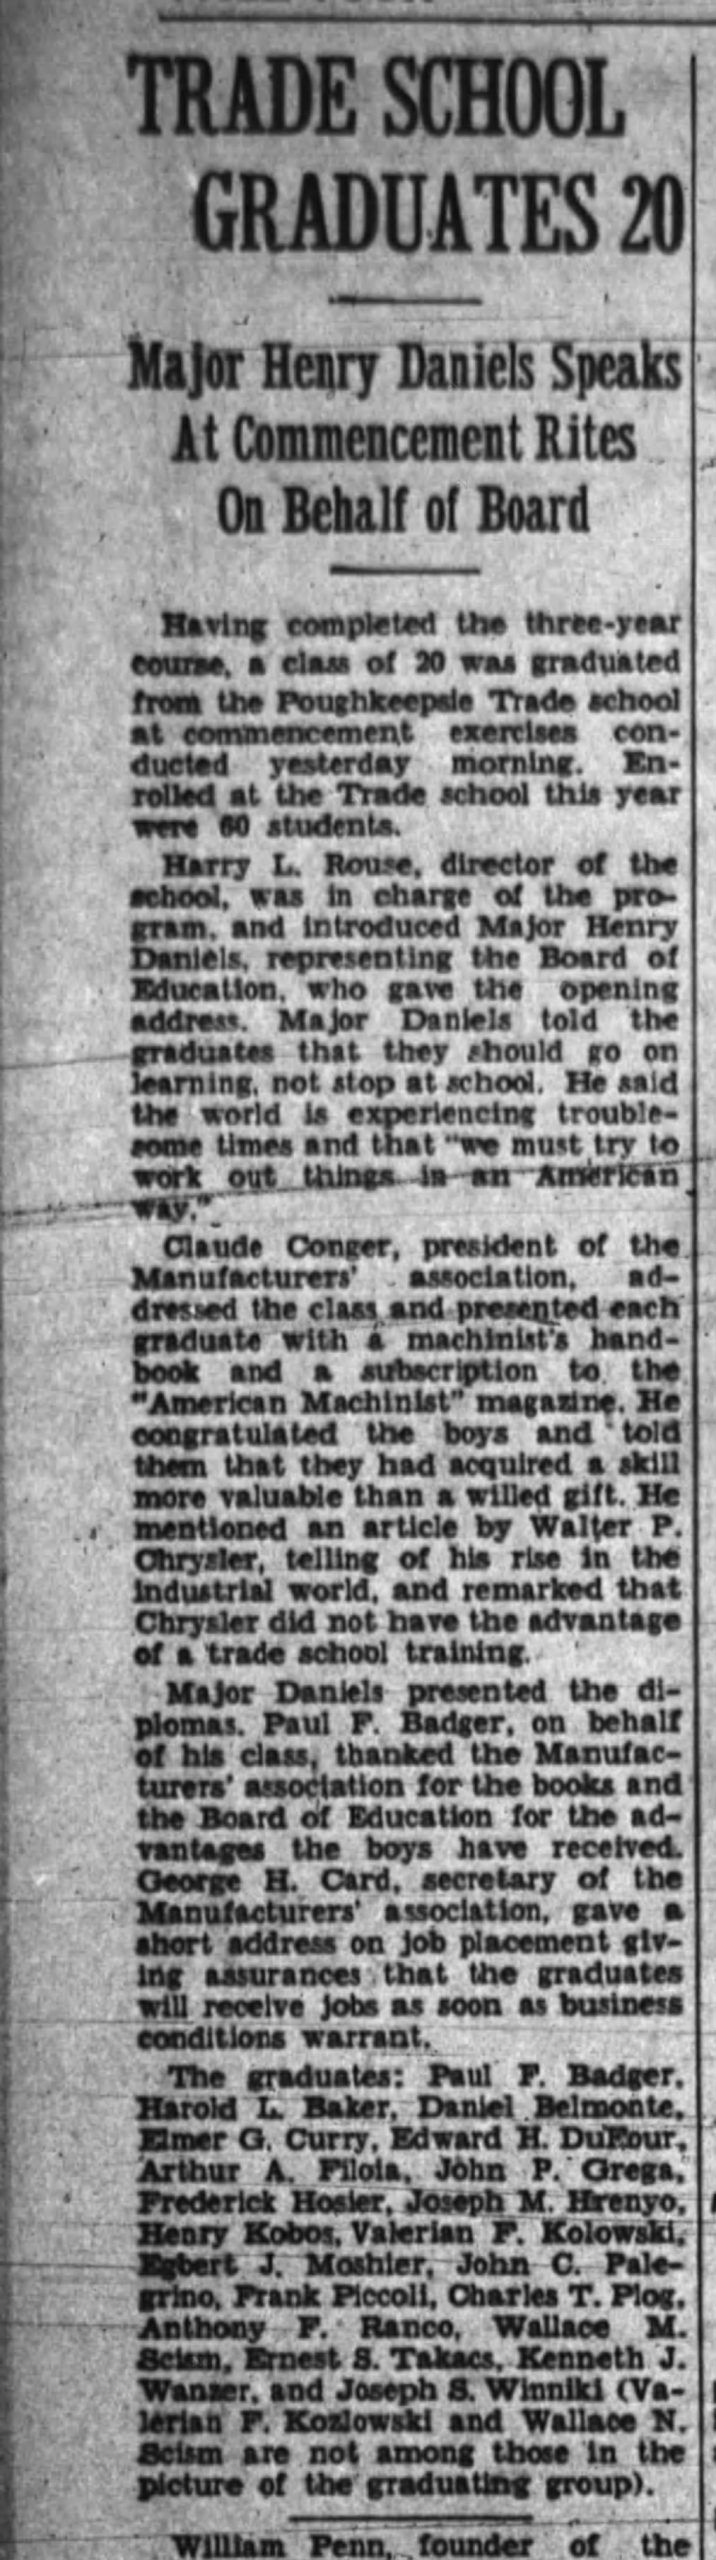 TRADE SCHOOL
GRADUATES 20
Major Henry Daniels Speaks
At Commencement Rites
On Behalf of Board
Having completed the three-year
course, a class of 20 was graduated
from the Poughkeepsie Trade school
at commencement exercises con-
ducted yesterday morning. En-
rolled at the Trade school this year
were 60 students.
Harry L. Rouse, director of the
school, was in charge of the pro-
gram, and introduced Major Henry
Daniels, representing the Board of
Education, who gave the opening
address. Major Daniels told the
graduates that they should go on
learning, not stop at school. He said
the world is experiencing trouble-
some times and that "we must try to
work out things in an American
way."
Claude Conger, president of the
Manufacturers' association, ad-
dressed the class and presented each
graduate with a machinist's hand-
book and a subscription to the
"American Machinist" magazine. He
congratulated the boys and told
them that they had acquired a skill
more valuable than a willed gift. He
mentioned an article by Walter P.
Chrysler, telling of his rise in the
industrial world, and remarked that
Chrysler did not have the advantage
of a trade school training.
Major Daniels presented the di-
plomas. Paul F. Badger, on behalf
of his class, thanked the Manufac-
turers' association for the books and
the Board of Education for the ad-
vantages the boys have received.
George H. Card, secretary of the
Manufacturers' association, gave a
short address on job placement giv-
ing assurances that the graduates
will receive jobs as soon as business
conditions warrant.
The graduates: Paul F. Badger,
Harold L. Baker, Daniel Belmonte,
Elmer G. Curry, Edward H. DuFour,
Arthur A. Filoia, John P. Grega,
Frederick Hosier, Joseph M. Hrenyo,
Henry Kobos, Valerian F. Kolowski,
Egbert J. Moshier, John C. Pale-
grino, Frank Piccoli, Charles T. Plog,
Anthony F. Ranco, Wallace M.
Scism, Ernest S. Takacs, Kenneth J.
Wanzer, and Joseph S. Winniki (Va-
lerian F. Kozlowski and Wallace N.
Scism are not among those in the
picture of the graduating group).
William Penn, founder of the